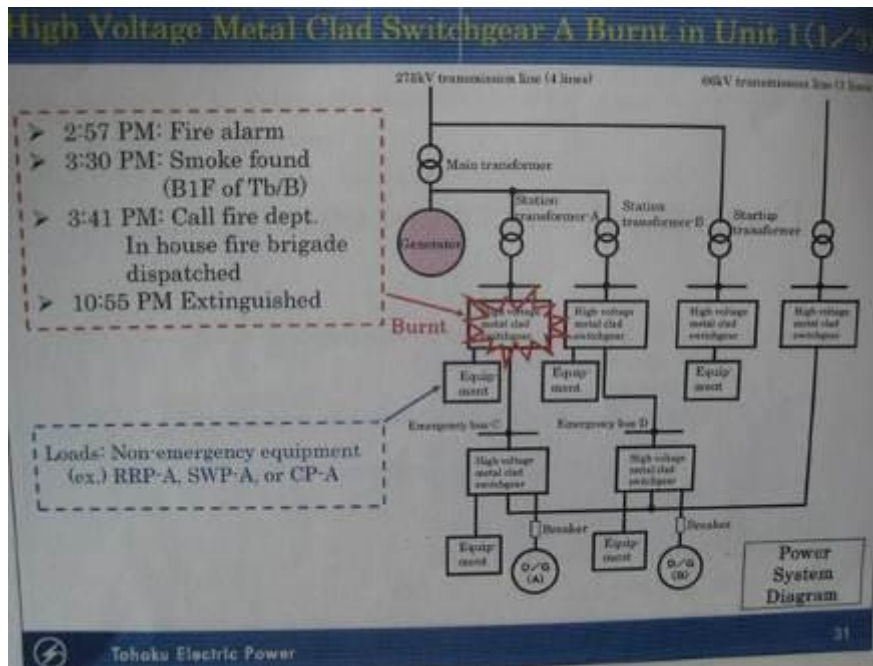 High Voltage Metal Clad Switchgear A Burnt in Unit 1(1/3)
275kV transmission line (4 lines)
66kV transmission line
➤ 2:57 PM: Fire alarm
➤ 3:30 PM: Smoke found
(B1F of Tb/B)
➤ 3:41 PM: Call fire dept.
In house fire brigade
dispatched
➤ 10:55 PM Extinguished
Main transformer
Generator
Station
transformer A
Station
transformer B
Startup
transformer
Burnt
High voltage
metal clad
switchgear
High voltage
metal clad
switchgear
High voltage
metal clad
switchgear
High voltage
metal clad
switchgear
Equip-
ment
Equip-
ment
Equip-
ment
Loads: Non-emergency equipment
(ex.) RRP-A, SWP-A, or CP-A
Emergency bus C
Emergency bus D
High voltage
metal clad
switchgear
High voltage
metal clad
switchgear
Breaker
Breaker
Equip-
ment
D/G
(A)
Equip-
ment
D/G
(B)
Power
System
Diagram
Tohoku Electric Power
31